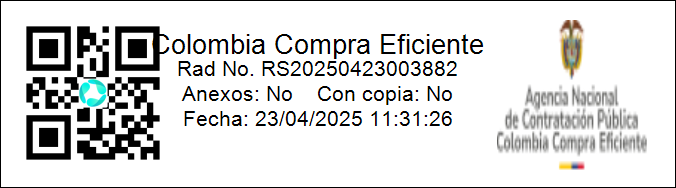 Colombia Compra Eficiente
Rad No. RS20250423003882
Anexos: No    Con copia: No
Fecha: 23/04/2025 11:31:26
Agencia Nacional
de Contratación Pública
Colombia Compra Eficiente